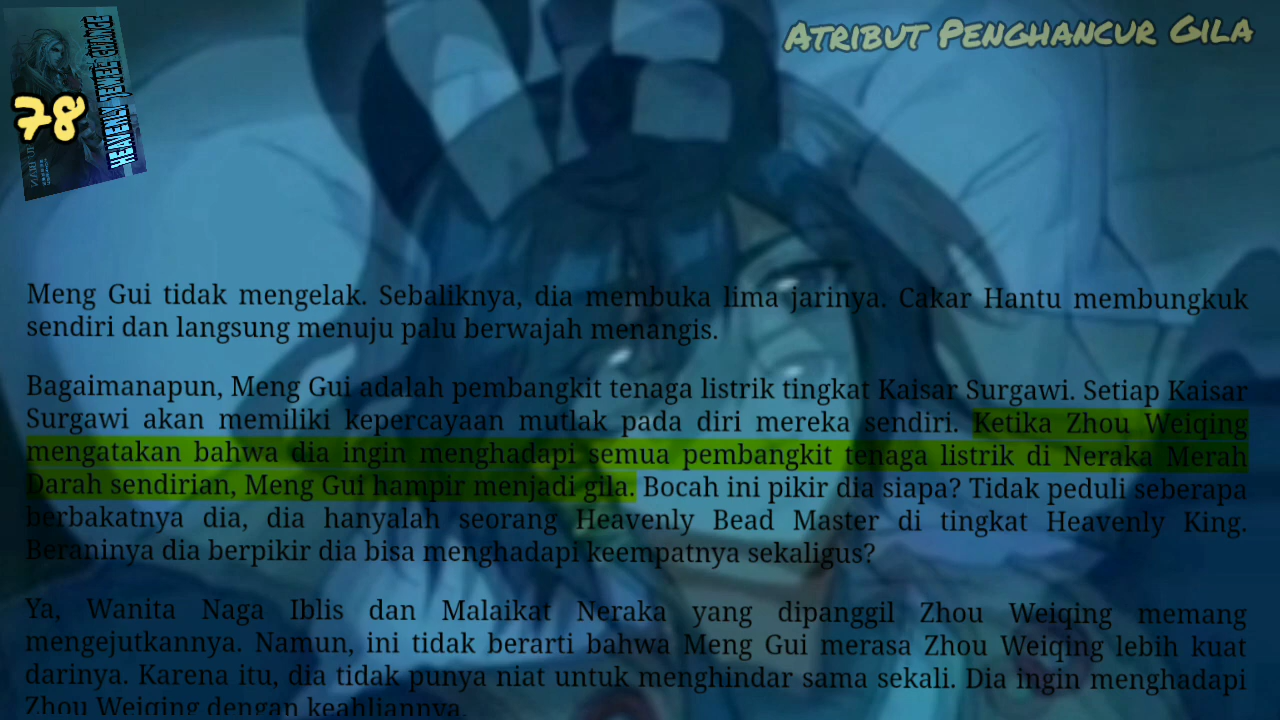 Atribut Penghancur Gila
78
HEAVENLY JEWEL CHANGE
Meng Gui tidak mengelak. Sebaliknya, dia membuka lima jarinya. Cakar Hantu membungkuk
sendiri dan langsung menuju palu berwajah menangis.
Bagaimanapun, Meng Gui adalah pembangkit tenaga listrik tingkat Kaisar Surgawi. Setiap Kaisar
Surgawi akan memiliki kepercayaan mutlak pada diri mereka sendiri. Ketika Zhou Weiqing
mengatakan bahwa dia ingin menghadapi semua pembangkit tenaga listrik di Neraka Merah
Darah sendirian, Meng Gui hampir menjadi gila. Bocah ini pikir dia siapa? Tidak peduli seberapa
berbakatnya dia, dia hanyalah seorang Heavenly Bead Master di tingkat Heavenly King.
Beraninya dia berpikir dia bisa menghadapi keempatnya sekaligus?
Ya, Wanita Naga Iblis dan Malaikat Neraka yang dipanggil Zhou Weiqing memang
mengejutkannya. Namun, ini tidak berarti bahwa Meng Gui merasa Zhou Weiqing lebih kuat
darinya. Karena itu, dia tidak punya niat untuk menghindar sama sekali. Dia ingin menghadapi
Zhou Weiqing dengan keahliannya.